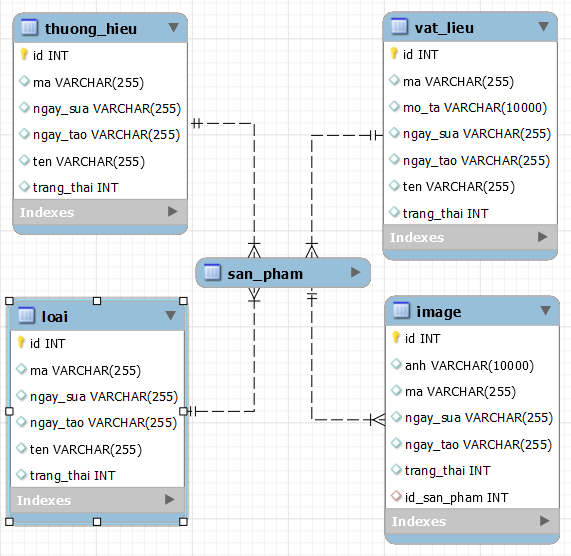 thuong_hieu
id INT
ma VARCHAR(255)
ngay_sua VARCHAR(255)
ngay_tao VARCHAR(255)
ten VARCHAR(255)
trang_thai INT
Indexes
vat_lieu
id INT
ma VARCHAR(255)
mo_ta VARCHAR(10000)
ngay_sua VARCHAR(255)
ngay_tao VARCHAR(255)
ten VARCHAR(255)
trang_thai INT
Indexes
san_pham
loai
id INT
ma VARCHAR(255)
ngay_sua VARCHAR(255)
ngay_tao VARCHAR(255)
ten VARCHAR(255)
trang_thai INT
Indexes
image
id INT
anh VARCHAR(10000)
ma VARCHAR(255)
ngay_sua VARCHAR(255)
ngay_tao VARCHAR(255)
trang_thai INT
id_san_pham INT
Indexes